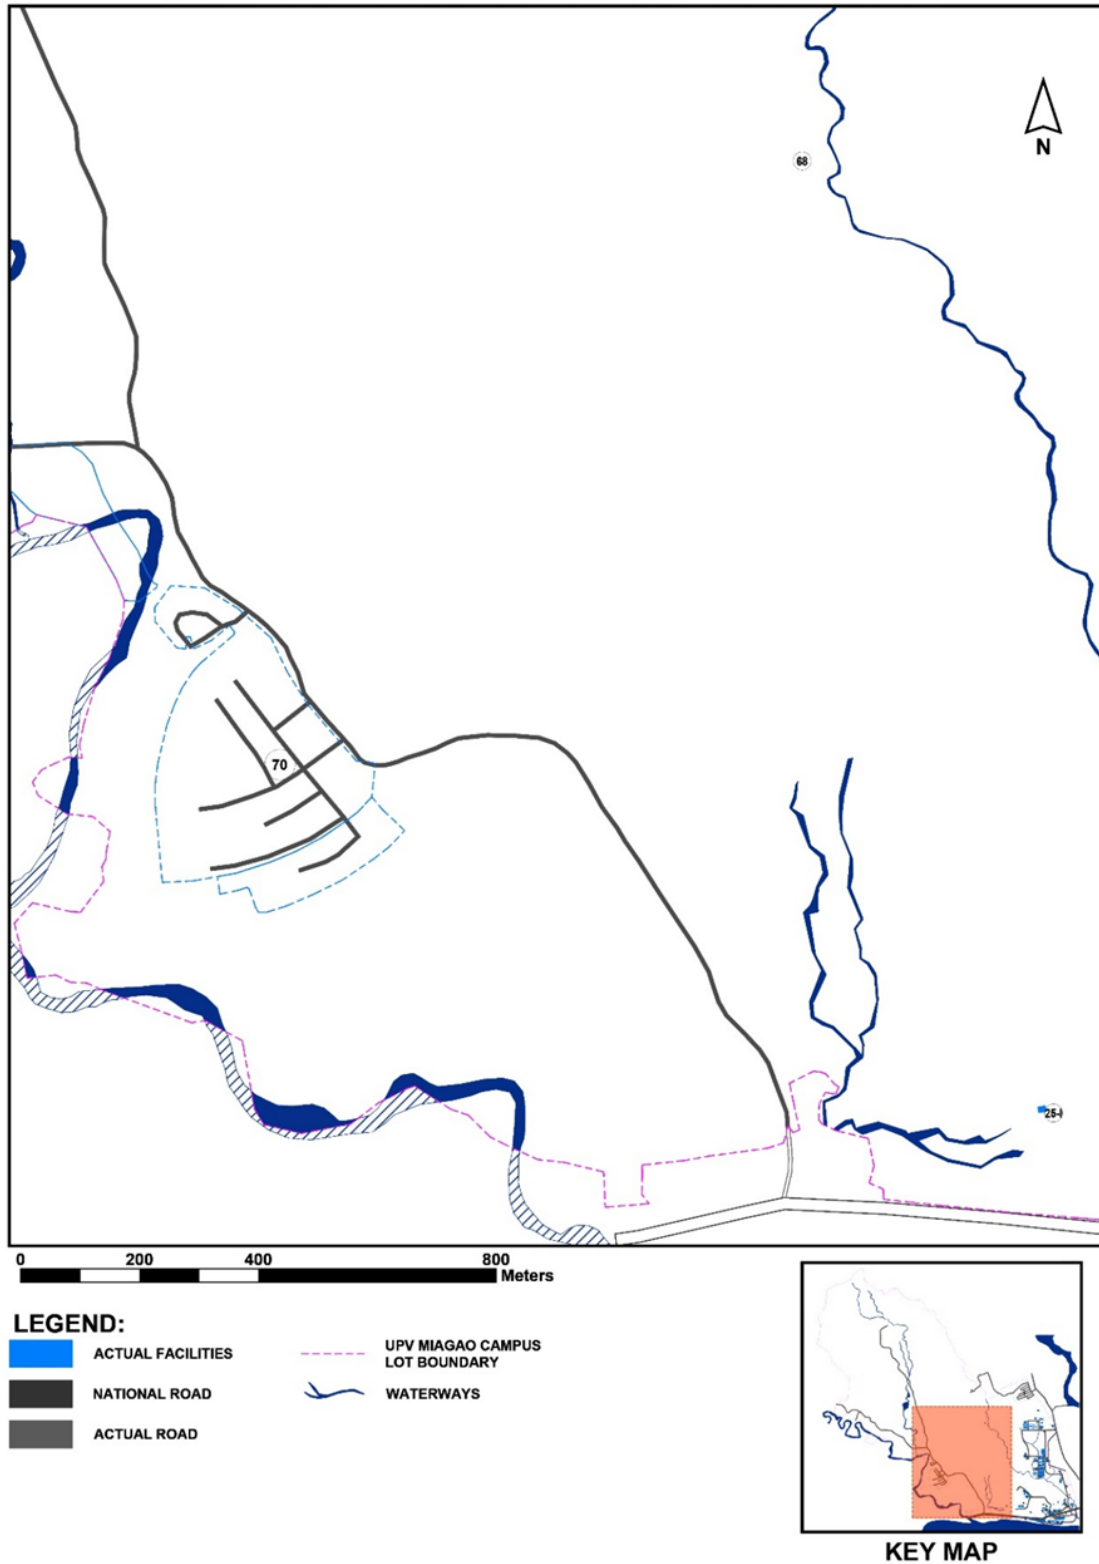 68
N
70
25-
0 200 400 800
Meters
LEGEND:
ACTUAL FACILITIES
NATIONAL ROAD
ACTUAL ROAD
UPV MIAGAO CAMPUS
LOT BOUNDARY
WATERWAYS
KEY MAP